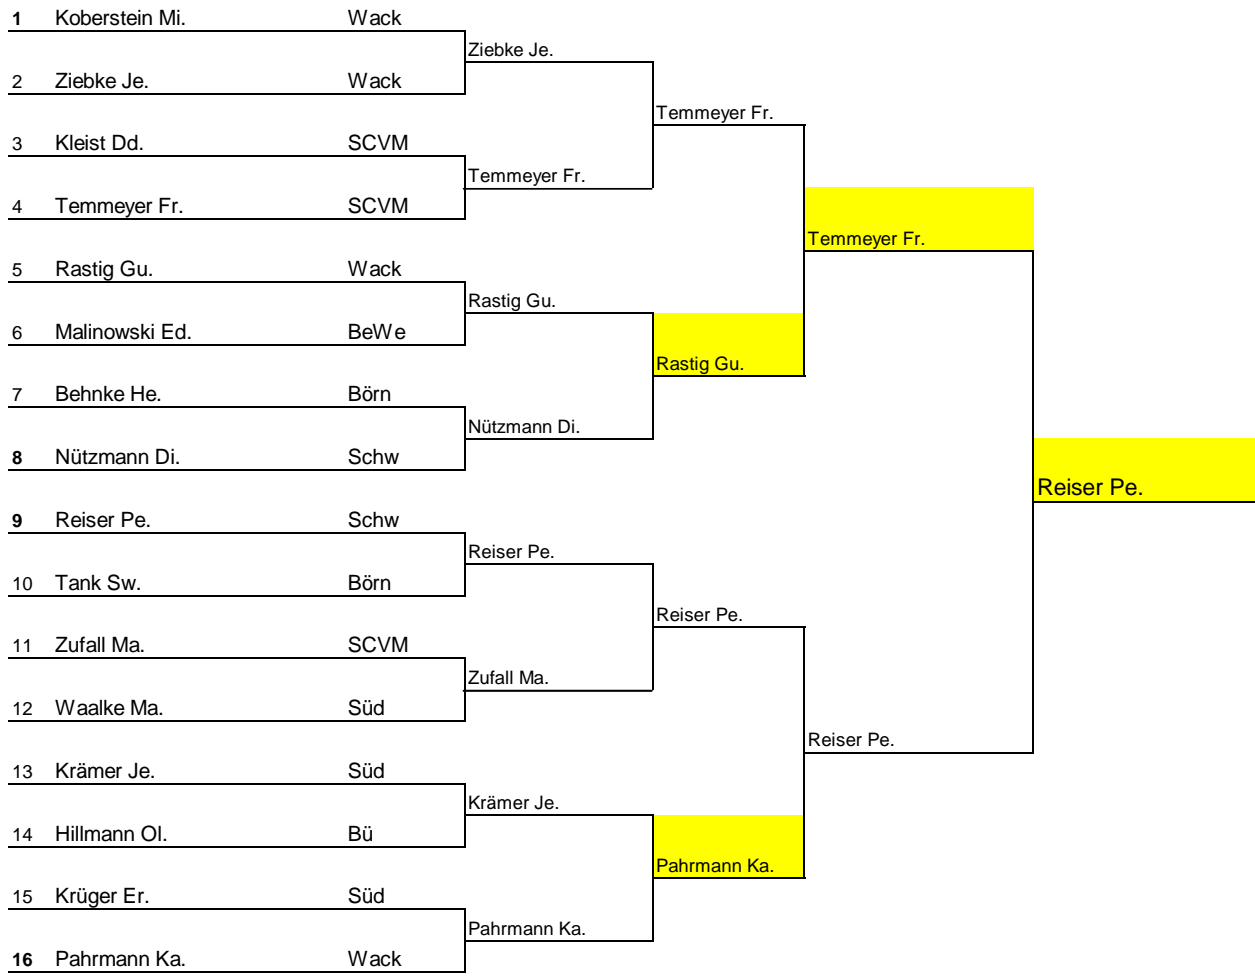 1 Koberstein Mi. Wack
Ziebke Je.
2 Ziebke Je. Wack
Temmeyer Fr.
3 Kleist Dd. SCVM
Temmeyer Fr.
4 Temmeyer Fr. SCVM
Temmeyer Fr.
5 Rastig Gu. Wack
Rastig Gu.
6 Malinowski Ed. BeWe
Rastig Gu.
7 Behnke He. Börn
Nützmann Di.
8 Nützmann Di. Schw
Reiser Pe.
9 Reiser Pe. Schw
Reiser Pe.
10 Tank Sw. Börn
Reiser Pe.
11 Zufall Ma. SCVM
Zufall Ma.
12 Waalke Ma. Süd
Reiser Pe.
13 Krämer Je. Süd
Krämer Je.
14 Hillmann Ol. Bü
Pahrmann Ka.
15 Krüger Er. Süd
Pahrmann Ka.
16 Pahrmann Ka. Wack